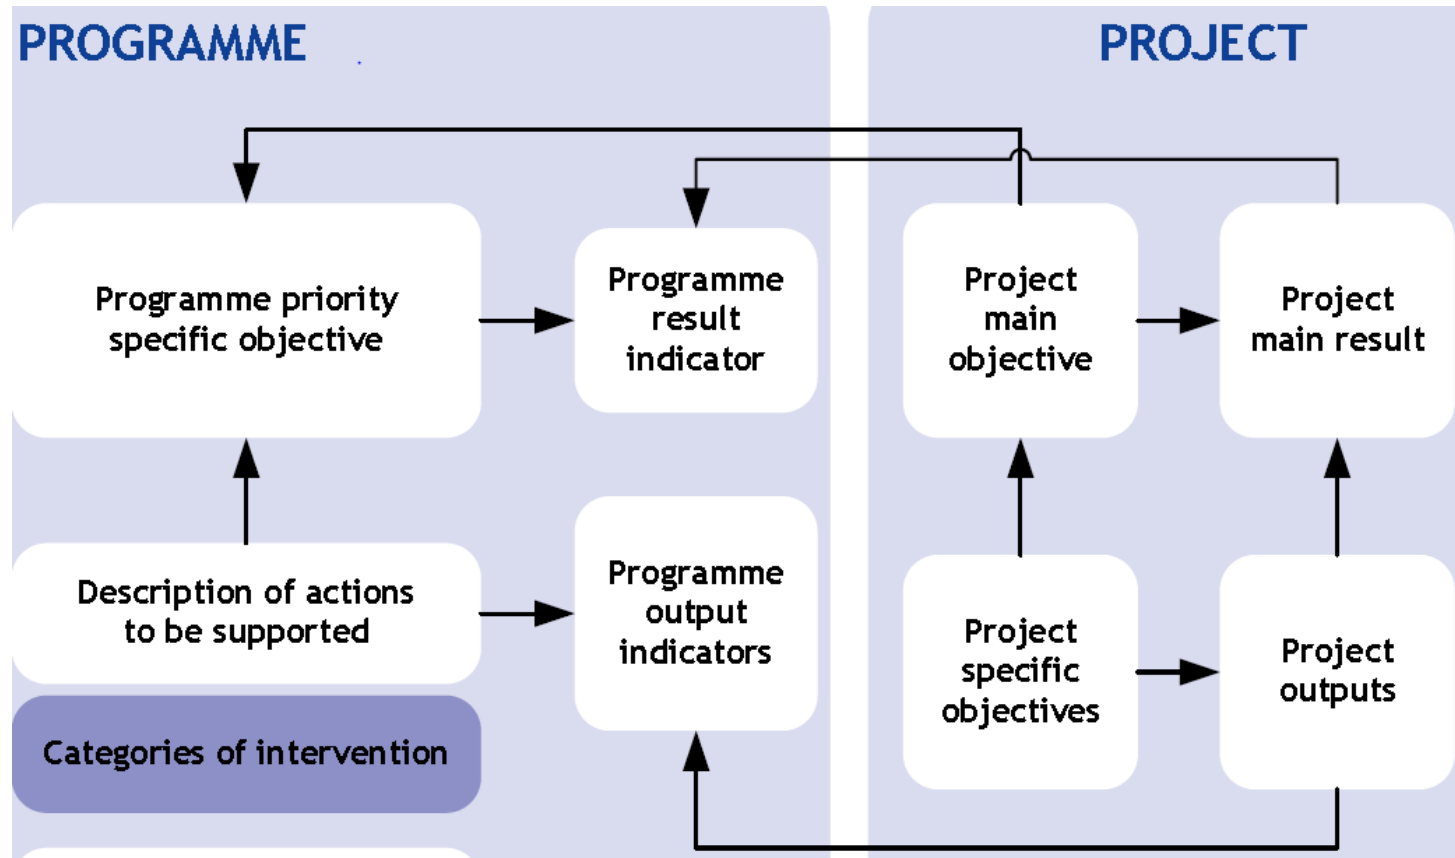 PROGRAMME
PROJECT
Programme priority
specific objective
Programme
result
indicator
Project
main
objective
Project
main result
Description of actions
to be supported
Programme
output
indicators
Project
specific
objectives
Project
outputs
Categories of intervention